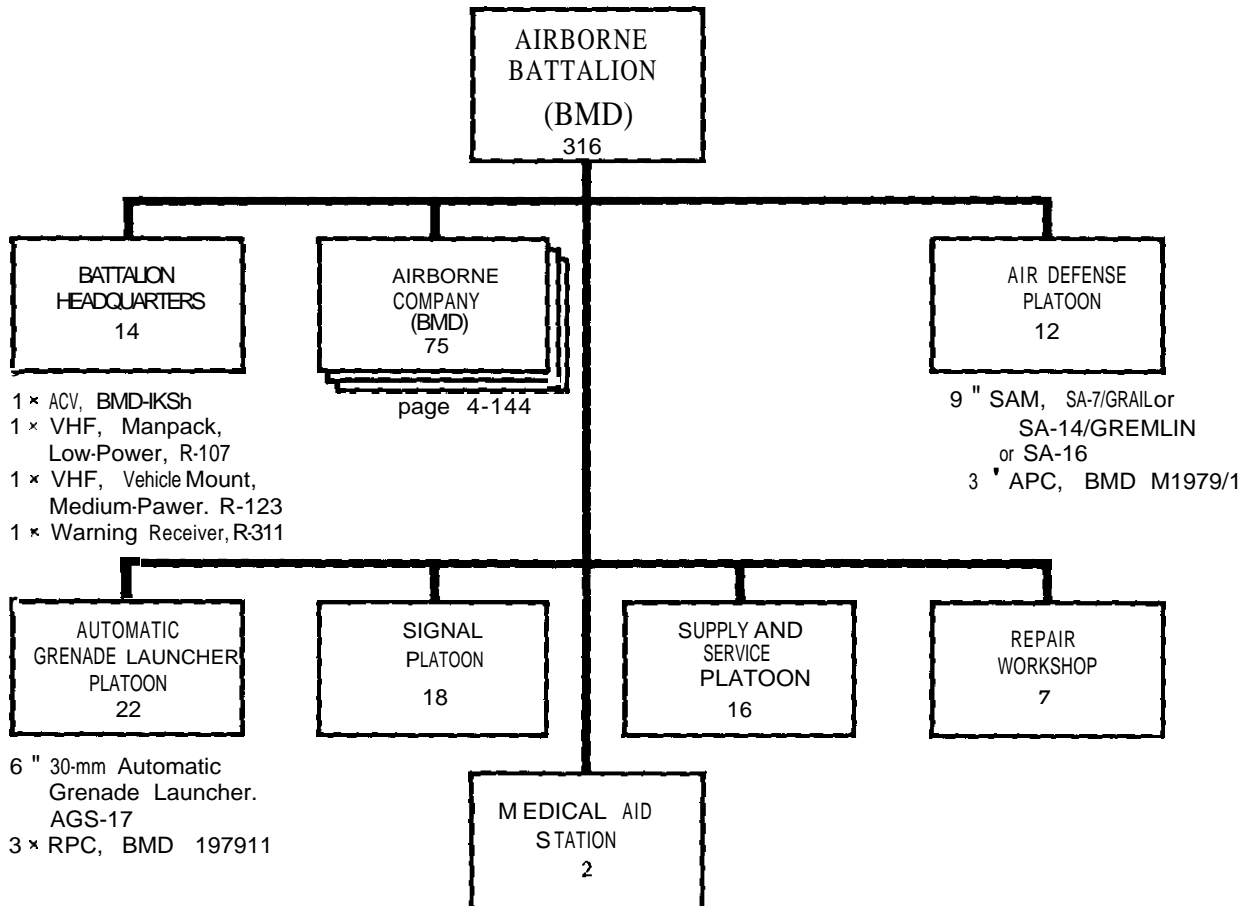 AIRBORNE
BATTALION
(BMD)
316
BATTALION
HEADQUARTERS
14
AIRBORNE
COMPANY
(BMD)
75
AIR DEFENSE
PLATOON
12
1 × ACV, BMD-IKSh
1 × VHF, Manpack,
Low-Power, R-107
1 × VHF, Vehicle Mount,
Medium-Pawer. R-123
1 × Warning Receiver, R-311
page 4-144
9 " SAM, SA-7/GRAIL or
SA-14/GREMLIN
or SA-16
3 ' APC, BMD M1979/1
AUTOMATIC
GRENADE LAUNCHER
PLATOON
22
SIGNAL
PLATOON
18
SUPPLY AND
SERVICE
PLATOON
16
REPAIR
WORKSHOP
7
6 " 30-mm Automatic
Grenade Launcher.
AGS-17
3 × RPC, BMD 197911
MEDICAL AID
STATION
2